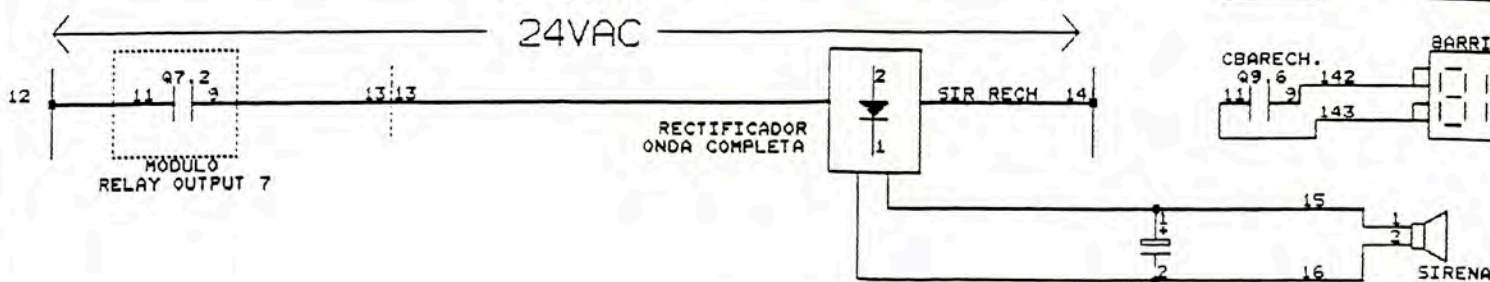 24VAC
12
Q7.2
11
9
MODULO
RELAY OUTPUT 7
13 13
RECTIFICADOR
ONDA COMPLETA
2
1
SIR RECH
14
CBARECH.
Q9.6
11
9
142
143
BARRI
15
1
+
2
16
1
2
SIRENA